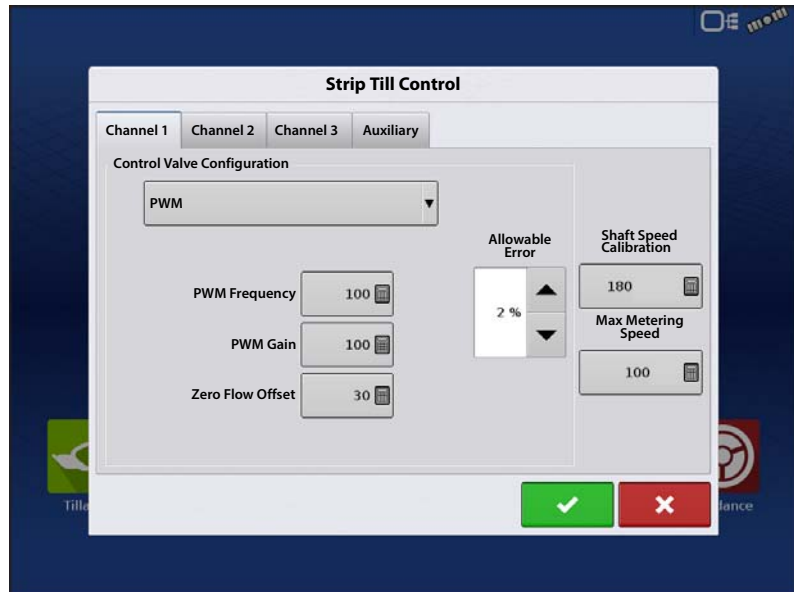 Strip Till Control
Channel 1 Channel 2 Channel 3 Auxiliary
Control Valve Configuration
PWM
PWM Frequency 100
PWM Gain 100
Zero Flow Offset 30
Allowable
Error
2 %
Shaft Speed
Calibration
180
Max Metering
Speed
100
Tilla
dance